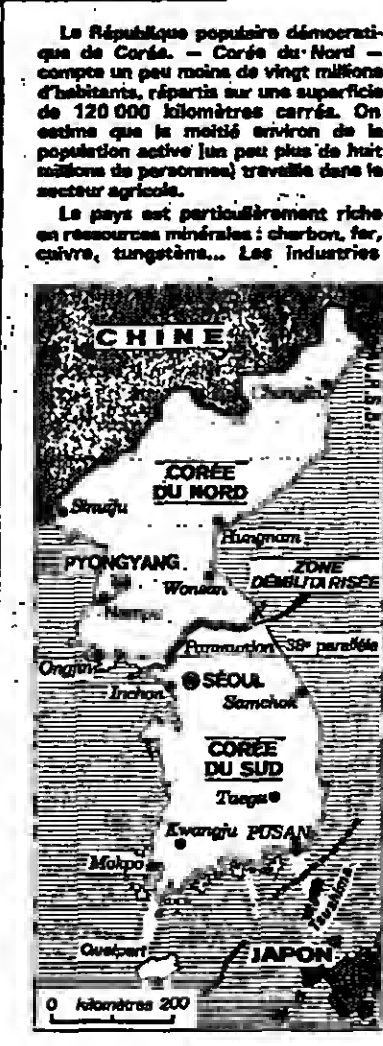 La République populaire démocrati-
que de Corée. — Corée du Nord —
compte un peu moins de vingt millions
d'habitants, répartis sur une superficie
de 120 000 kilomètres carrés. On
estime que la moitié environ de la
population active (un peu plus de huit
millions de personnes) travaille dans le
secteur agricole.
Le pays est particulièrement riche
en ressources minérales : charbon, fer,
cuivre, tungstène... Les industries
CHINE
U.R.S.S.
Chongjin
CORÉE
DU NORD
Sinuiju
Hungnam
PYONGYANG
Wonsan
ZONE
DÉMILITARISÉE
Nampo
Panmunjon
38e parallèle
Ongjin
Inchon
SÉOUL
Samchok
CORÉE
DU SUD
Taegu
Kwangju
PUSAN
Mokpo
Tsushima
Quelpart
JAPON
0 kilomètres 200